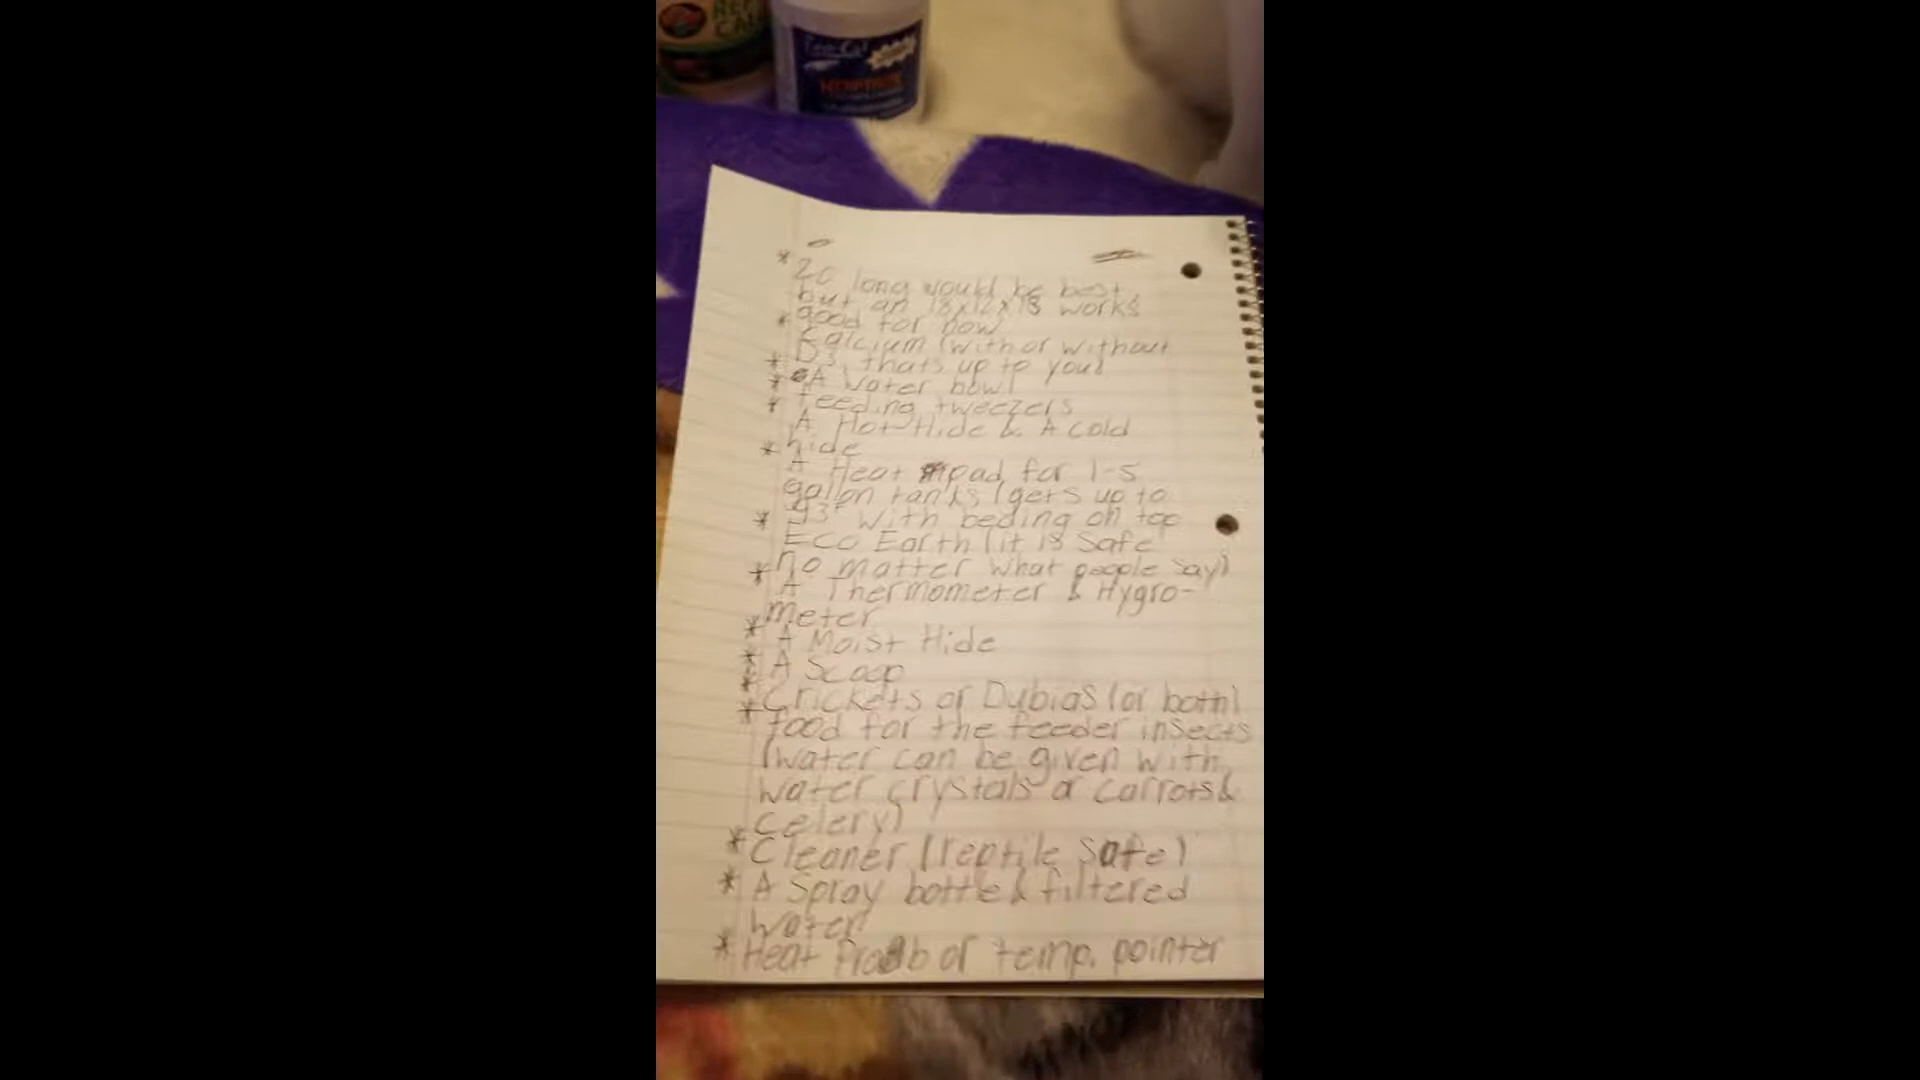 Rep-Cal
* 20 long would be best
but an 18x12x18 works
good for now
* Calcium (with or without
D3, thats up to you)
* A Water bowl
* feeding tweezers
* A Hot Hide & A cold
hide
* A Heat pad for 1-5
gallon tanks (gets up to
93° with beding on top
* Eco Earth (it is Safe
no matter what people say)
* A Thermometer & Hygro-
meter
* A Moist Hide
* A Scoop
* Crickets or Dubias (or both)
* food for the feeder insects
(water can be given with
water crystals or carrots &
celery)
* Cleaner (reptile Safe)
* A Spray bottle & filtered
Water
* Heat Prob or temp. pointer